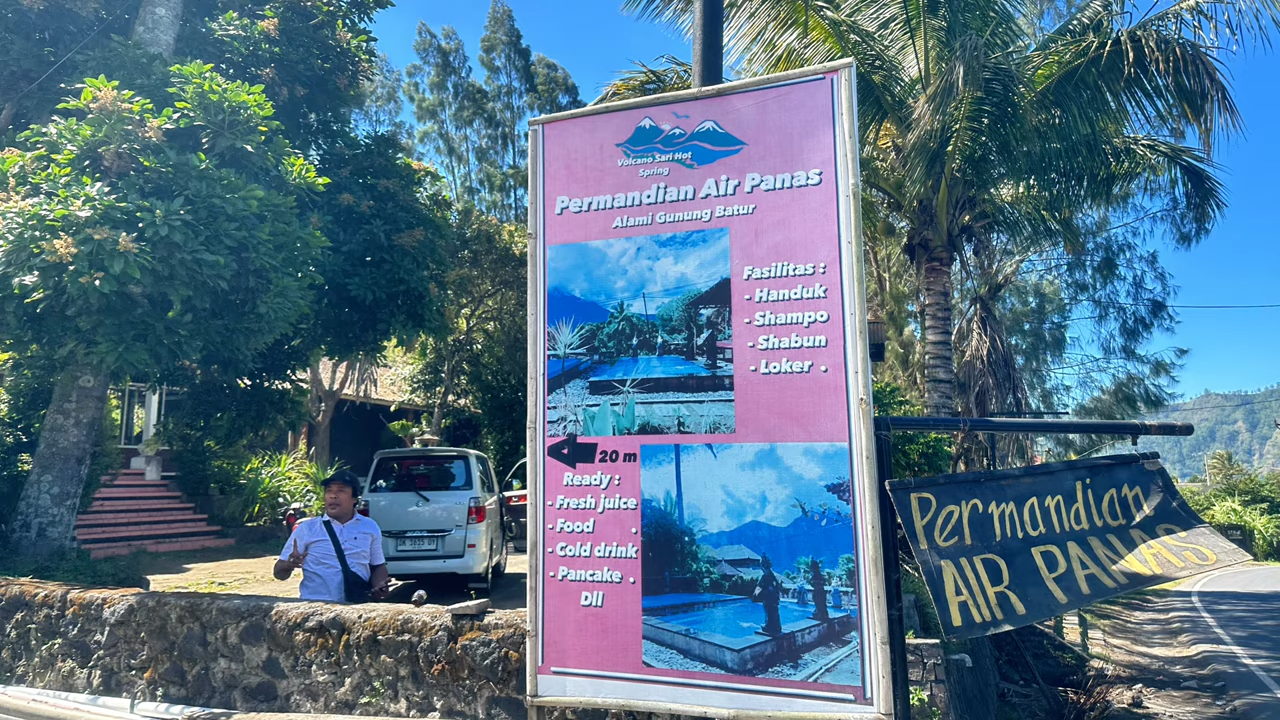 Volcano Sari Hot
Spring
Permandian Air Panas
Alami Gunung Batur
Fasilitas :
- Handuk
- Shampo
- Shabun
- Loker .
20 m
Ready :
- Fresh juice
- Food .
- Cold drink
- Pancake .
Dll
Permandian
AIR PANAS